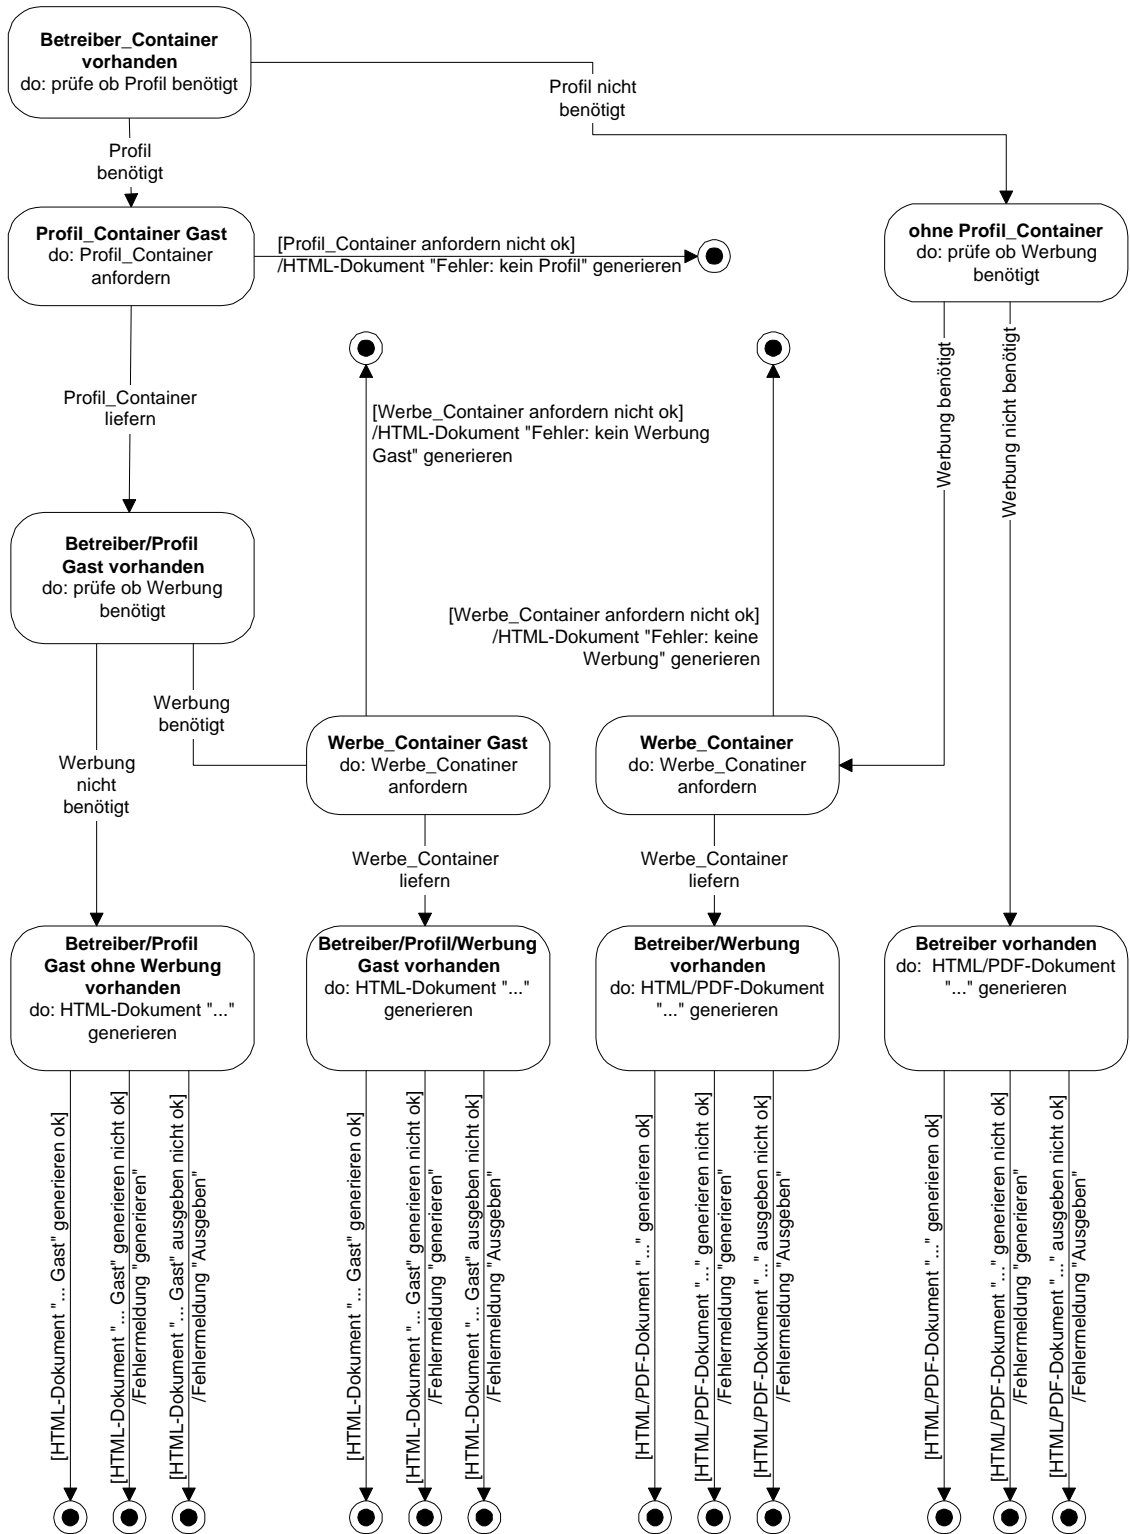 Betreiber_Container
vorhanden
do: prüfe ob Profil benötigt
Profil nicht
benötigt
Profil
benötigt
Profil_Container Gast
do: Profil_Container
anfordern
[Profil_Container anfordern nicht ok]
/HTML-Dokument "Fehler: kein Profil" generieren
ohne Profil_Container
do: prüfe ob Werbung
benötigt
Profil_Container
liefern
[Werbe_Container anfordern nicht ok]
/HTML-Dokument "Fehler: kein Werbung
Gast" generieren
Werbung benötigt
Werbung nicht benötigt
Betreiber/Profil
Gast vorhanden
do: prüfe ob Werbung
benötigt
[Werbe_Container anfordern nicht ok]
/HTML-Dokument "Fehler: keine
Werbung" generieren
Werbung
benötigt
Werbung
nicht
benötigt
Werbe_Container Gast
do: Werbe_Conatiner
anfordern
Werbe_Container
do: Werbe_Conatiner
anfordern
Werbe_Container
liefern
Werbe_Container
liefern
Betreiber/Profil
Gast ohne Werbung
vorhanden
do: HTML-Dokument "..."
generieren
Betreiber/Profil/Werbung
Gast vorhanden
do: HTML-Dokument "..."
generieren
Betreiber/Werbung
vorhanden
do: HTML/PDF-Dokument
"..." generieren
Betreiber vorhanden
do: HTML/PDF-Dokument
"..." generieren
[HTML-Dokument "... Gast" generieren ok]
[HTML-Dokument "... Gast" generieren nicht ok]
/Fehlermeldung "generieren"
[HTML-Dokument "... Gast" ausgeben nicht ok]
/Fehlermeldung "Ausgeben"
[HTML-Dokument "... Gast" generieren ok]
[HTML-Dokument "... Gast" generieren nicht ok]
/Fehlermeldung "generieren"
[HTML-Dokument "... Gast" ausgeben nicht ok]
/Fehlermeldung "Ausgeben"
[HTML/PDF-Dokument "..." generieren ok]
[HTML/PDF-Dokument "..." generieren nicht ok]
/Fehlermeldung "generieren"
[HTML/PDF-Dokument "..." ausgeben nicht ok]
/Fehlermeldung "Ausgeben"
[HTML/PDF-Dokument "..." generieren ok]
[HTML/PDF-Dokument "..." generieren nicht ok]
/Fehlermeldung "generieren"
[HTML/PDF-Dokument "..." ausgeben nicht ok]
/Fehlermeldung "Ausgeben"